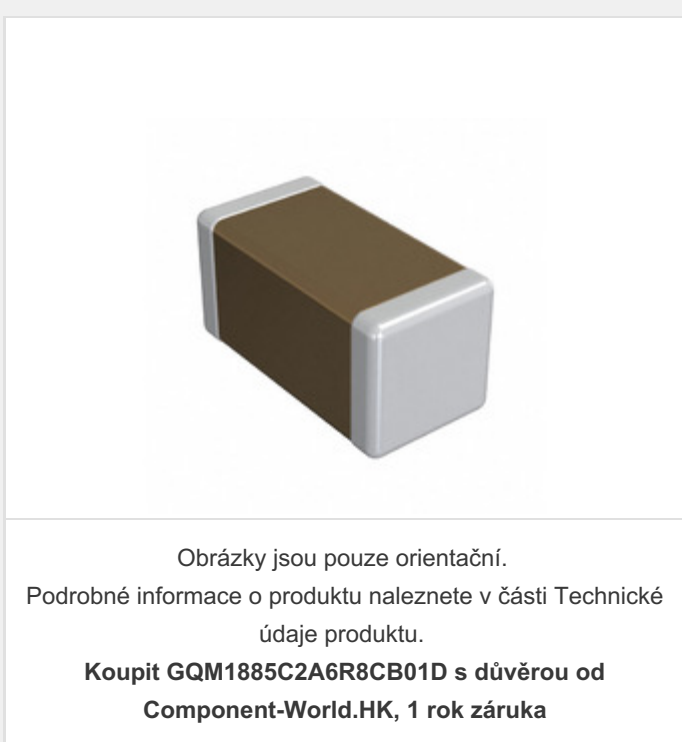 Obrázky jsou pouze orientační.
Podrobné informace o produktu naleznete v části Technické
údaje produktu.
Koupit GQM1885C2A6R8CB01D s důvěrou od
Component-World.HK, 1 rok záruka